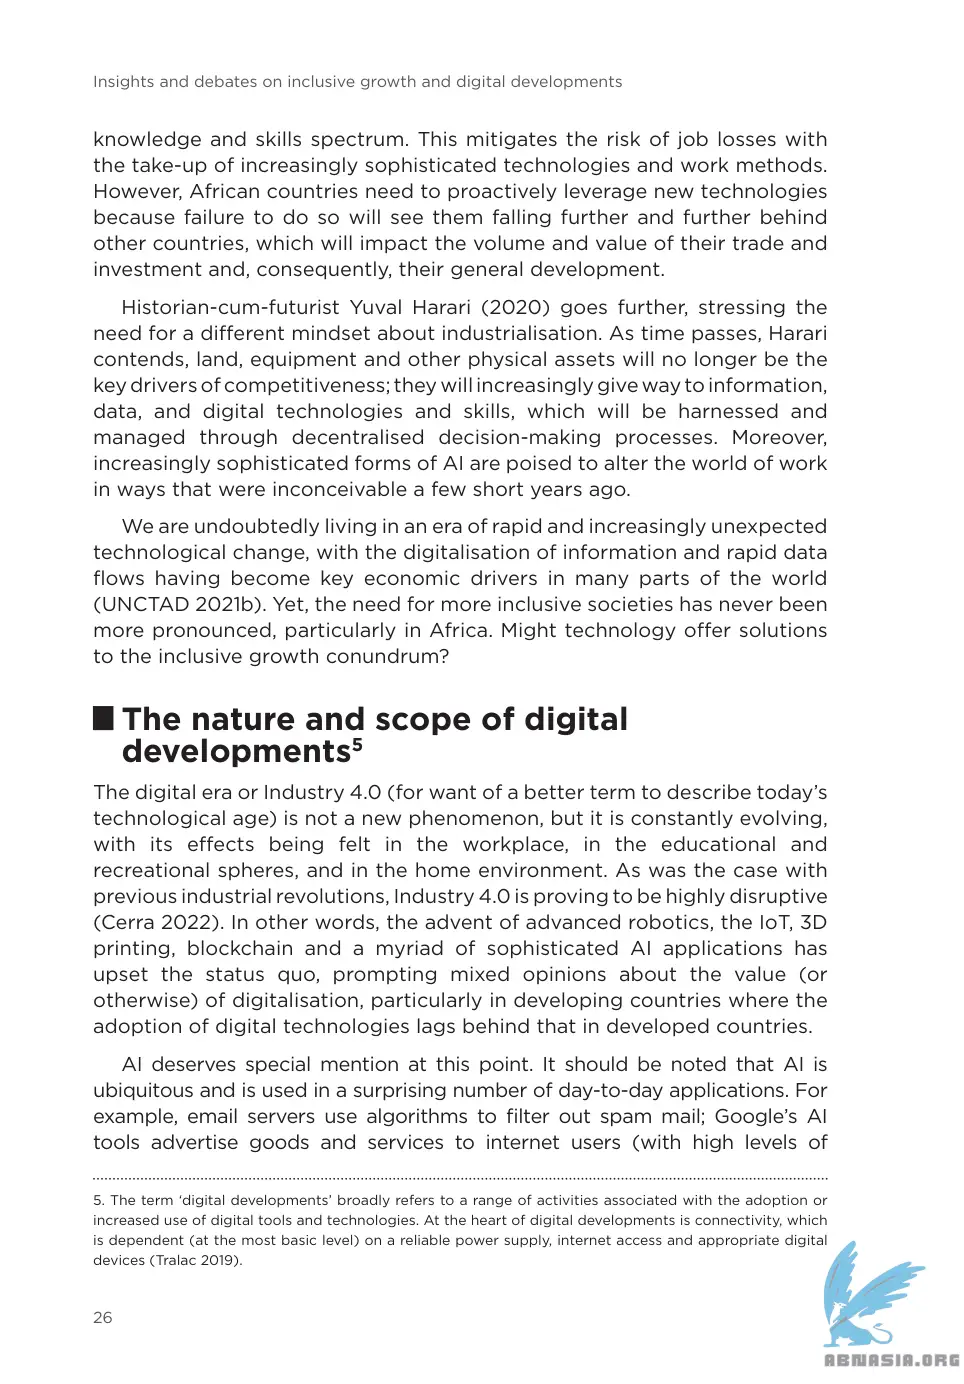 Insights and debates on inclusive growth and digital developments
knowledge and skills spectrum. This mitigates the risk of job losses with
the take-up of increasingly sophisticated technologies and work methods.
However, African countries need to proactively leverage new technologies
because failure to do so will see them falling further and further behind
other countries, which will impact the volume and value of their trade and
investment and, consequently, their general development.
Historian-cum-futurist Yuval Harari (2020) goes further, stressing the
need for a different mindset about industrialisation. As time passes, Harari
contends, land, equipment and other physical assets will no longer be the
key drivers of competitiveness; they will increasingly give way to information,
data, and digital technologies and skills, which will be harnessed and
managed through decentralised decision-making processes. Moreover,
increasingly sophisticated forms of AI are poised to alter the world of work
in ways that were inconceivable a few short years ago.
We are undoubtedly living in an era of rapid and increasingly unexpected
technological change, with the digitalisation of information and rapid data
flows having become key economic drivers in many parts of the world
(UNCTAD 2021b). Yet, the need for more inclusive societies has never been
more pronounced, particularly in Africa. Might technology offer solutions
to the inclusive growth conundrum?
The nature and scope of digital
developments⁵
The digital era or Industry 4.0 (for want of a better term to describe today’s
technological age) is not a new phenomenon, but it is constantly evolving,
with its effects being felt in the workplace, in the educational and
recreational spheres, and in the home environment. As was the case with
previous industrial revolutions, Industry 4.0 is proving to be highly disruptive
(Cerra 2022). In other words, the advent of advanced robotics, the IoT, 3D
printing, blockchain and a myriad of sophisticated AI applications has
upset the status quo, prompting mixed opinions about the value (or
otherwise) of digitalisation, particularly in developing countries where the
adoption of digital technologies lags behind that in developed countries.
AI deserves special mention at this point. It should be noted that AI is
ubiquitous and is used in a surprising number of day-to-day applications. For
example, email servers use algorithms to filter out spam mail; Google’s AI
tools advertise goods and services to internet users (with high levels of
5. The term ‘digital developments’ broadly refers to a range of activities associated with the adoption or
increased use of digital tools and technologies. At the heart of digital developments is connectivity, which
is dependent (at the most basic level) on a reliable power supply, internet access and appropriate digital
devices (Tralac 2019).
26
ABNASIA.ORG